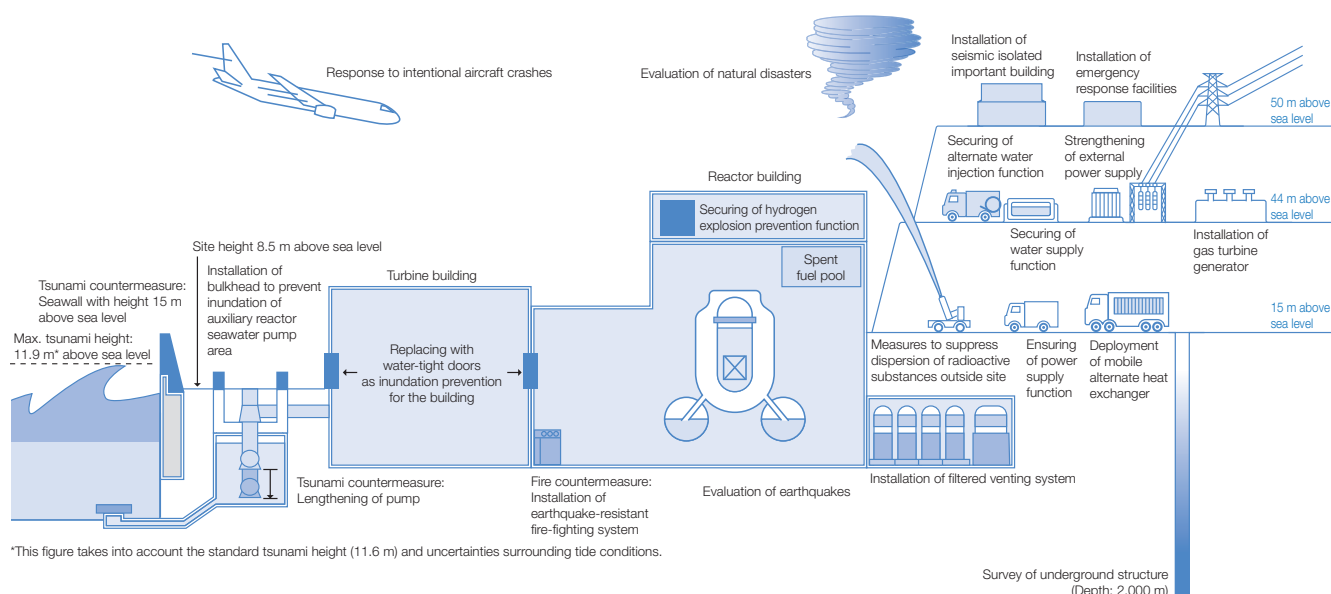 Response to intentional aircraft crashes
Evaluation of natural disasters
Installation of
seismic isolated
important building
Installation of
emergency
response facilities
50 m above
sea level
Securing of
alternate water
injection function
Strengthening
of external
power supply
44 m above
sea level
Securing of
water supply
function
Installation of
gas turbine
generator
Reactor building
Securing of hydrogen
explosion prevention function
Spent
fuel pool
Site height 8.5 m above sea level
Installation of
bulkhead to prevent
inundation of
auxiliary reactor
seawater pump
area
Turbine building
Tsunami countermeasure:
Seawall with height 15 m
above sea level
Max. tsunami height:
11.9 m* above sea level
Replacing with
water-tight doors
as inundation prevention
for the building
15 m above
sea level
Measures to suppress
dispersion of radioactive
substances outside site
Ensuring
of power
supply
function
Deployment
of mobile
alternate heat
exchanger
Tsunami countermeasure:
Lengthening of pump
Fire countermeasure:
Installation of
earthquake-resistant
fire-fighting system
Evaluation of earthquakes
Installation of filtered venting system
*This figure takes into account the standard tsunami height (11.6 m) and uncertainties surrounding tide conditions.
Survey of underground structure
(Depth: 2,000 m)